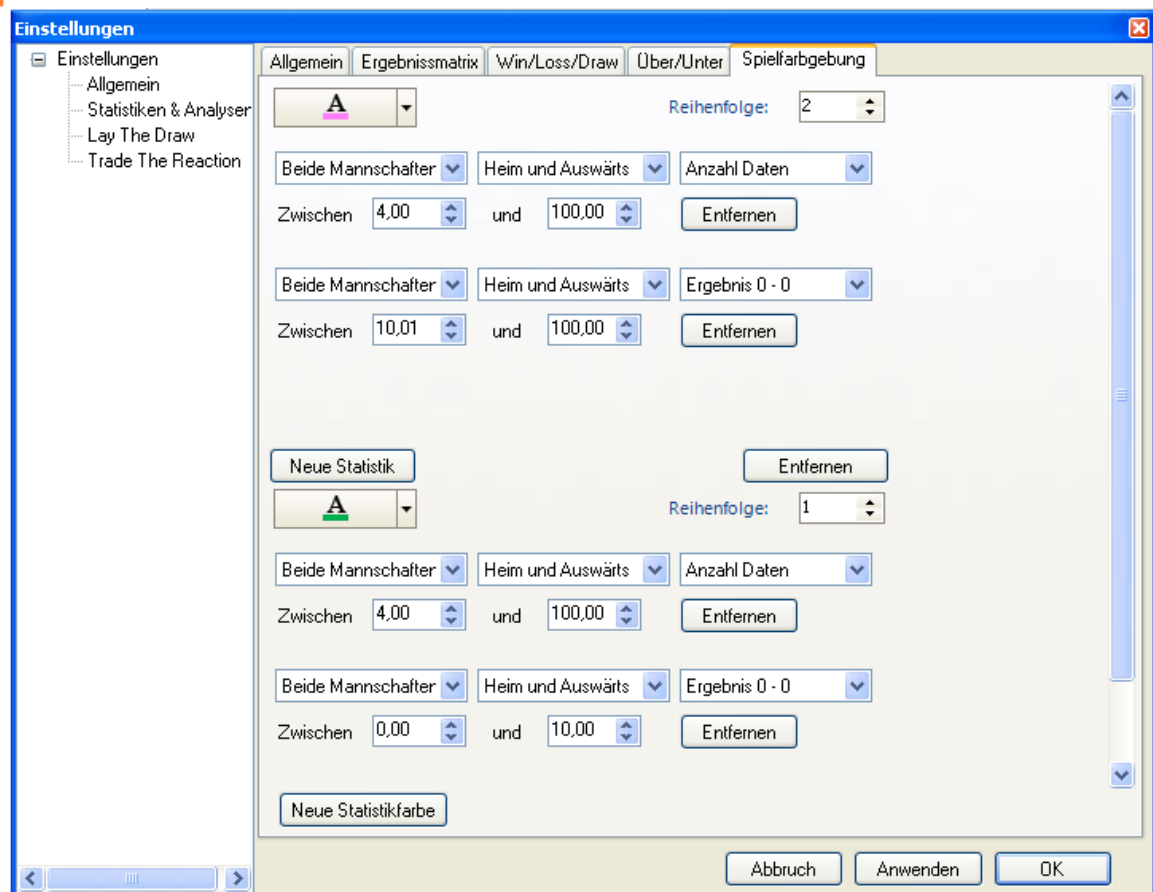 Einstellungen
Einstellungen
Allgemein
Statistiken & Analyser
Lay The Draw
Trade The Reaction
Allgemein Ergebnissmatrix Win/Loss/Draw Über/Unter Spielfarbgebung
A Reihenfolge: 2
Beide Mannschafter Heim und Auswärts Anzahl Daten
Zwischen 4,00 und 100,00 Entfernen
Beide Mannschafter Heim und Auswärts Ergebnis 0 - 0
Zwischen 10,01 und 100,00 Entfernen
Neue Statistik Entfernen
A Reihenfolge: 1
Beide Mannschafter Heim und Auswärts Anzahl Daten
Zwischen 4,00 und 100,00 Entfernen
Beide Mannschafter Heim und Auswärts Ergebnis 0 - 0
Zwischen 0,00 und 10,00 Entfernen
Neue Statistikfarbe
Abbruch Anwenden OK